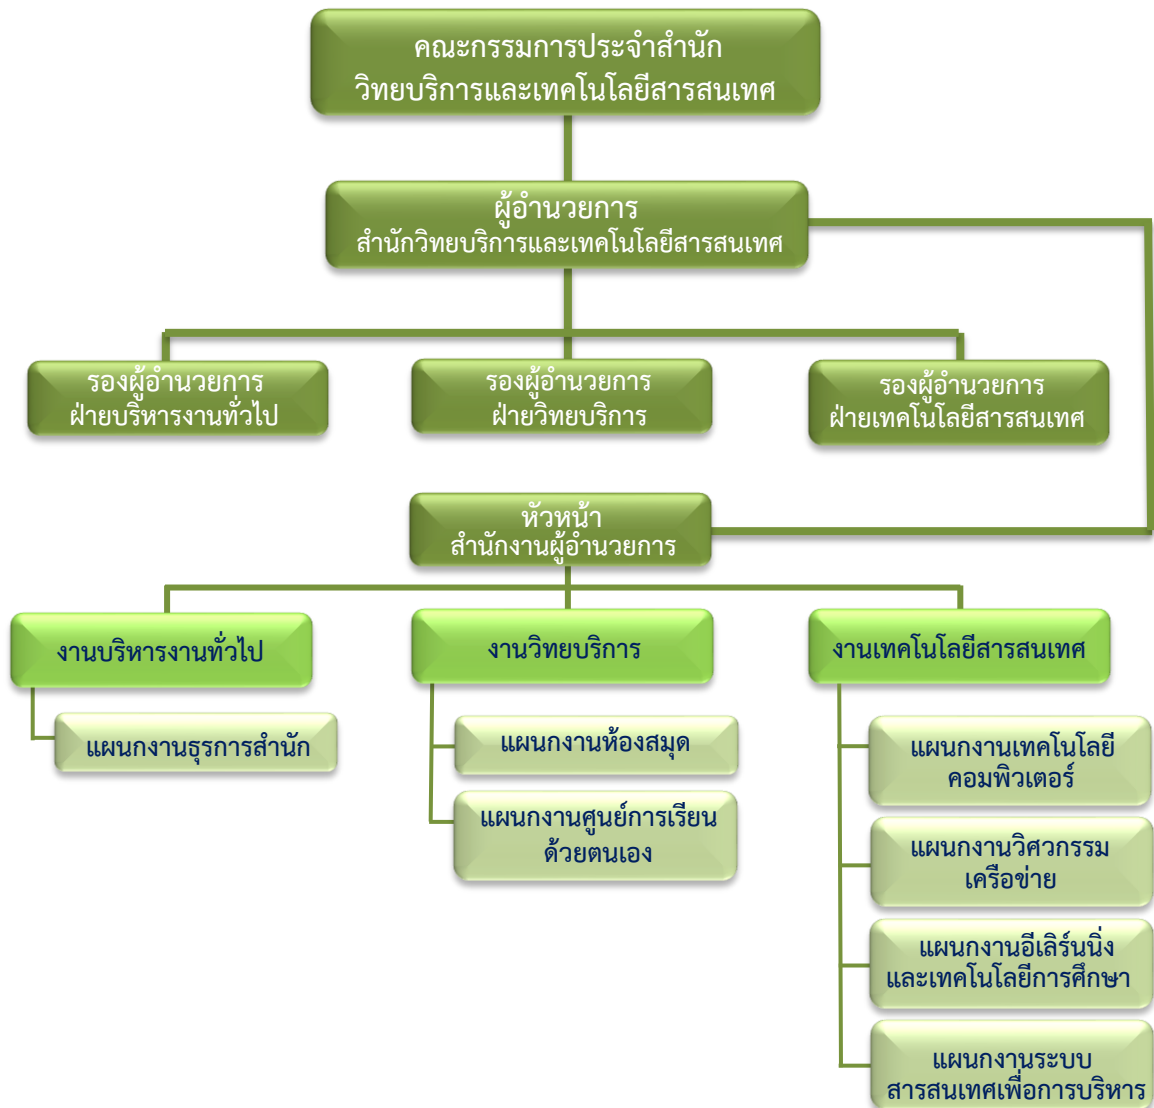 คณะกรรมการประจำสำนัก
วิทยบริการและเทคโนโลยีสารสนเทศ
ผู้อำนวยการ
สำนักวิทยบริการและเทคโนโลยีสารสนเทศ
รองผู้อำนวยการ
ฝ่ายบริหารงานทั่วไป
รองผู้อำนวยการ
ฝ่ายวิทยบริการ
รองผู้อำนวยการ
ฝ่ายเทคโนโลยีสารสนเทศ
หัวหน้า
สำนักงานผู้อำนวยการ
งานบริหารงานทั่วไป
แผนกงานธุรการสำนัก
งานวิทยบริการ
แผนกงานห้องสมุด
แผนกงานศูนย์การเรียน
ด้วยตนเอง
งานเทคโนโลยีสารสนเทศ
แผนกงานเทคโนโลยี
คอมพิวเตอร์
แผนกงานวิศวกรรม
เครือข่าย
แผนกงานอีเลิร์นนิ่ง
และเทคโนโลยีการศึกษา
แผนกงานระบบ
สารสนเทศเพื่อการบริหาร